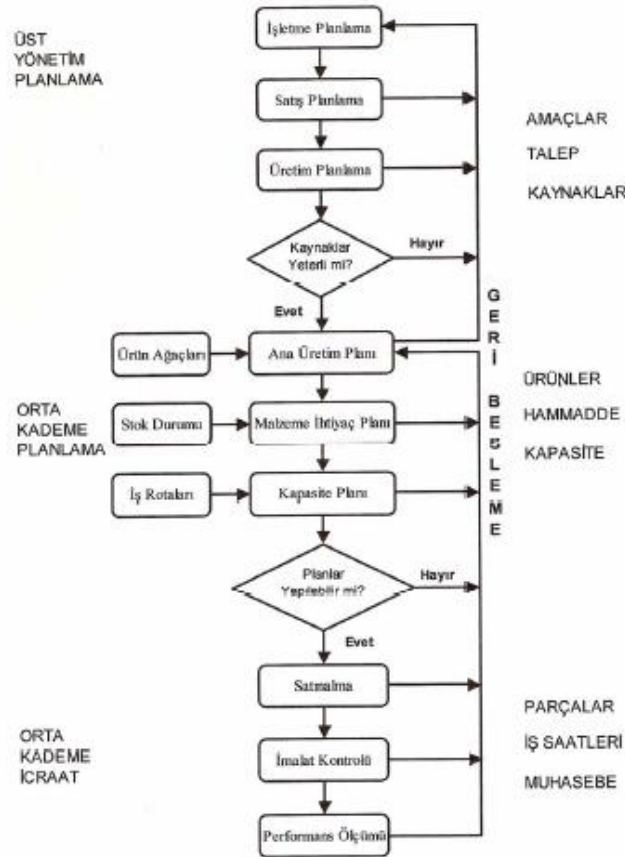 ÜST
YÖNETİM
PLANLAMA
İşletme Planlama
Satış Planlama
Üretim Planlama
Kaynaklar
Yeterli mi?
Hayır
Evet
AMAÇLAR
TALEP
KAYNAKLAR
GERİ BESLEME
Ürün Ağaçları
Ana Üretim Planı
ORTA
KADEME
PLANLAMA
Stok Durumu
Malzeme İhtiyaç Planı
İş Rotaları
Kapasite Planı
ÜRÜNLER
HAMMADDE
KAPASİTE
Planlar
Yapılabilir mi?
Hayır
Evet
ORTA
KADEME
İCRAAT
Satınalma
İmalat Kontrolü
Performans Ölçümü
PARÇALAR
İŞ SAATLERİ
MUHASEBE